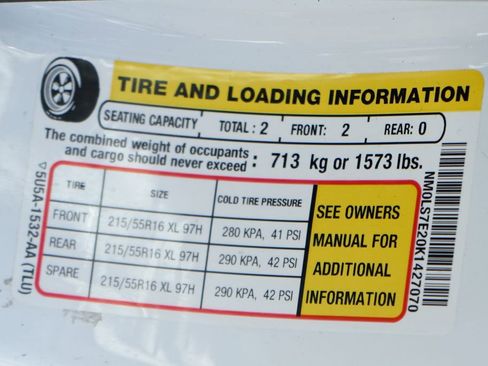 TIRE AND LOADING INFORMATION
SEATING CAPACITY TOTAL : 2 FRONT: 2 REAR: 0
The combined weight of occupants
and cargo should never exceed : 713 kg or 1573 lbs.
TIRE SIZE COLD TIRE PRESSURE
FRONT 215/55R16 XL 97H 280 KPA, 41 PSI
REAR 215/55R16 XL 97H 290 KPA, 42 PSI
SPARE 215/55R16 XL 97H 290 KPA, 42 PSI
SEE OWNERS
MANUAL FOR
ADDITIONAL
INFORMATION
▽5U5A-1532-AA (TLU)
NM0LS7E20K1427070